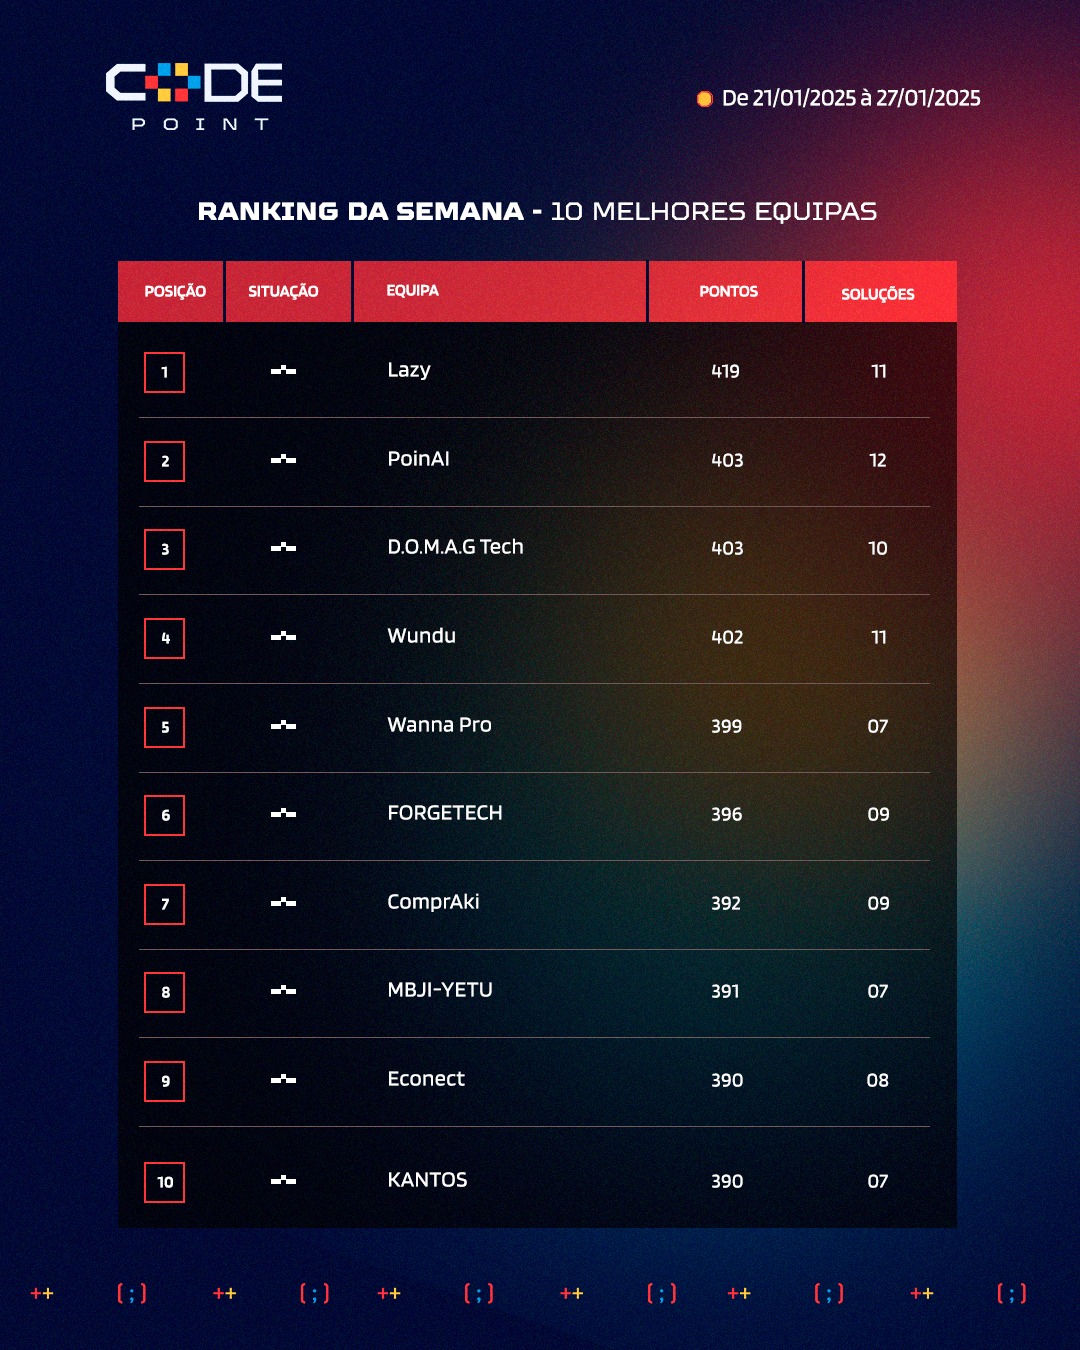 CODE
POINT
De 21/01/2025 à 27/01/2025
RANKING DA SEMANA - 10 MELHORES EQUIPAS
POSIÇÃO SITUAÇÃO EQUIPA PONTOS SOLUÇÕES
1 Lazy 419 11
2 PoinAI 403 12
3 D.O.M.A.G Tech 403 10
4 Wundu 402 11
5 Wanna Pro 399 07
6 FORGETECH 396 09
7 ComprAki 392 09
8 MBJI-YETU 391 07
9 Econect 390 08
10 KANTOS 390 07
++ {;} ++ {;} ++ {;} ++ {;} ++ {;} ++ {;}